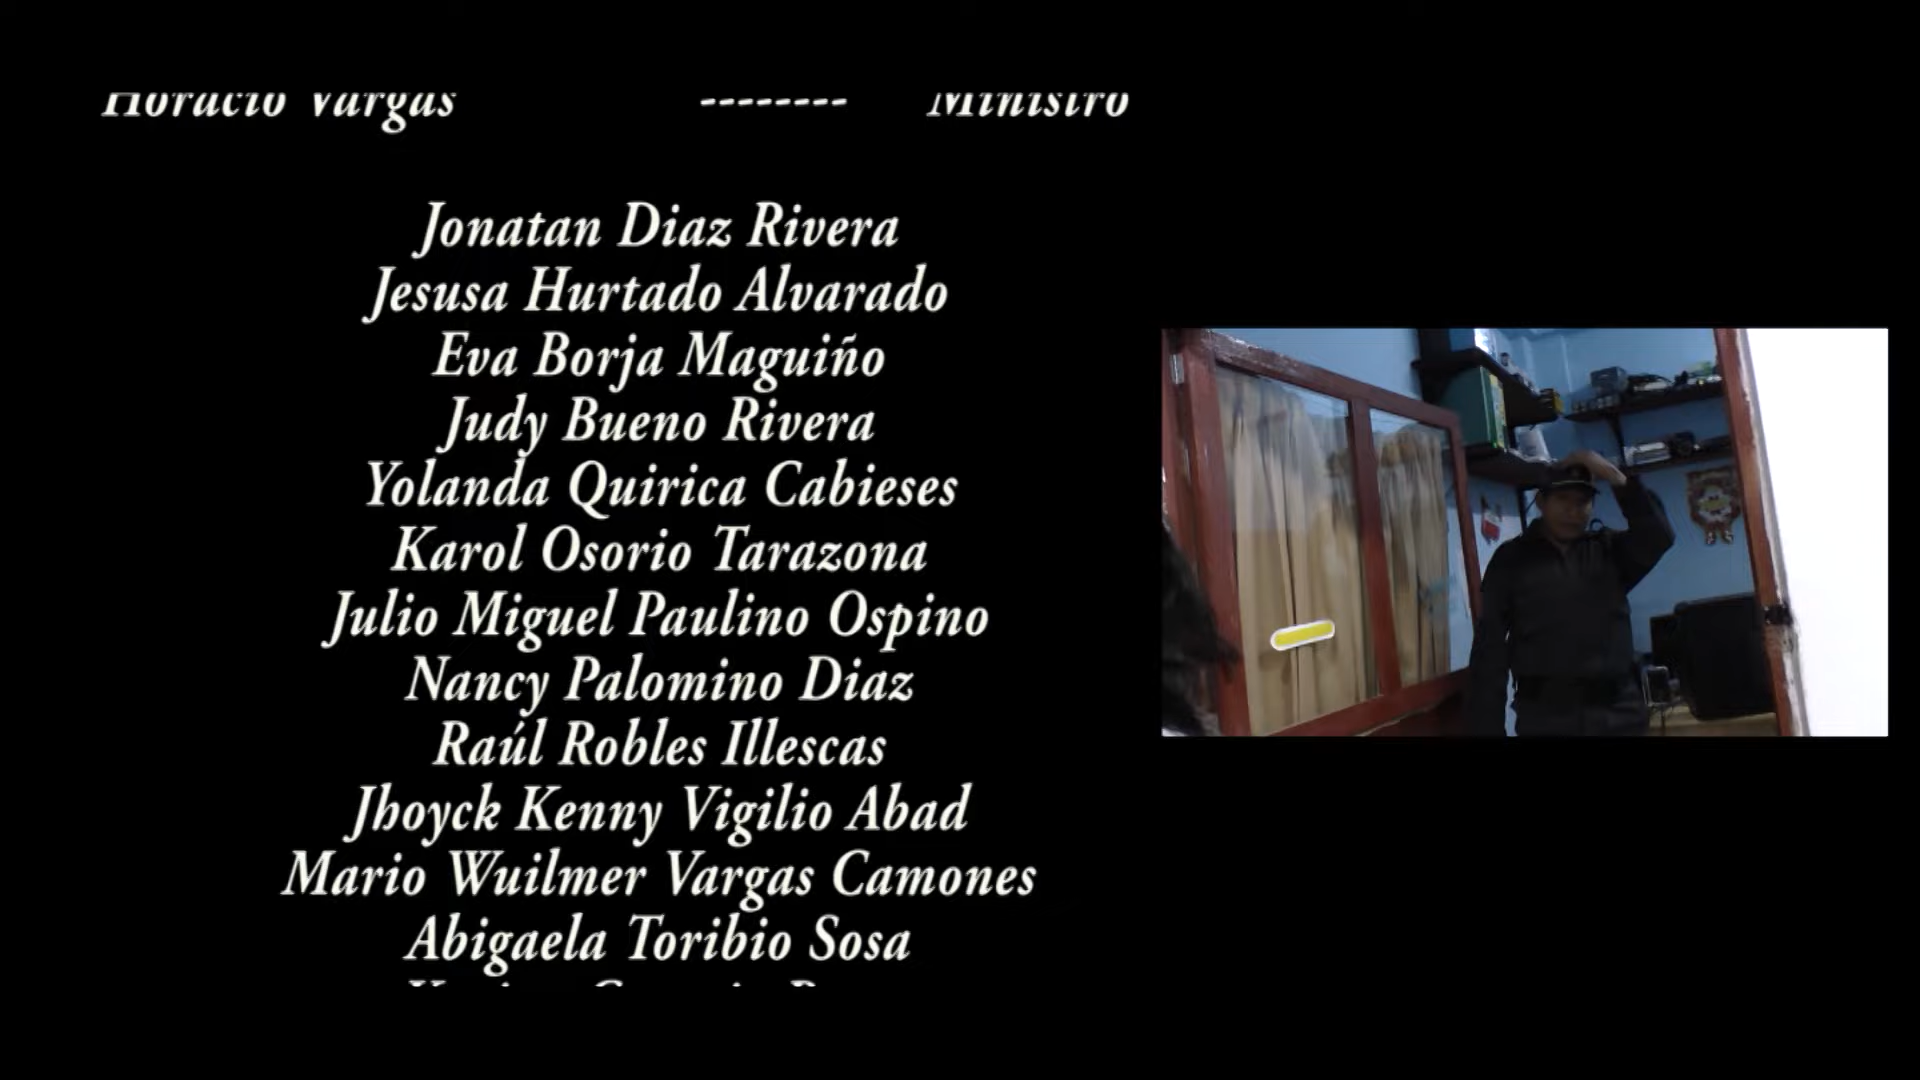 Horacio Vargas -------- Ministro
Jonatan Diaz Rivera
Jesusa Hurtado Alvarado
Eva Borja Maguiño
Judy Bueno Rivera
Yolanda Quirica Cabieses
Karol Osorio Tarazona
Julio Miguel Paulino Ospino
Nancy Palomino Diaz
Raúl Robles Illescas
Jhoyck Kenny Vigilio Abad
Mario Wuilmer Vargas Camones
Abigaela Toribio Sosa